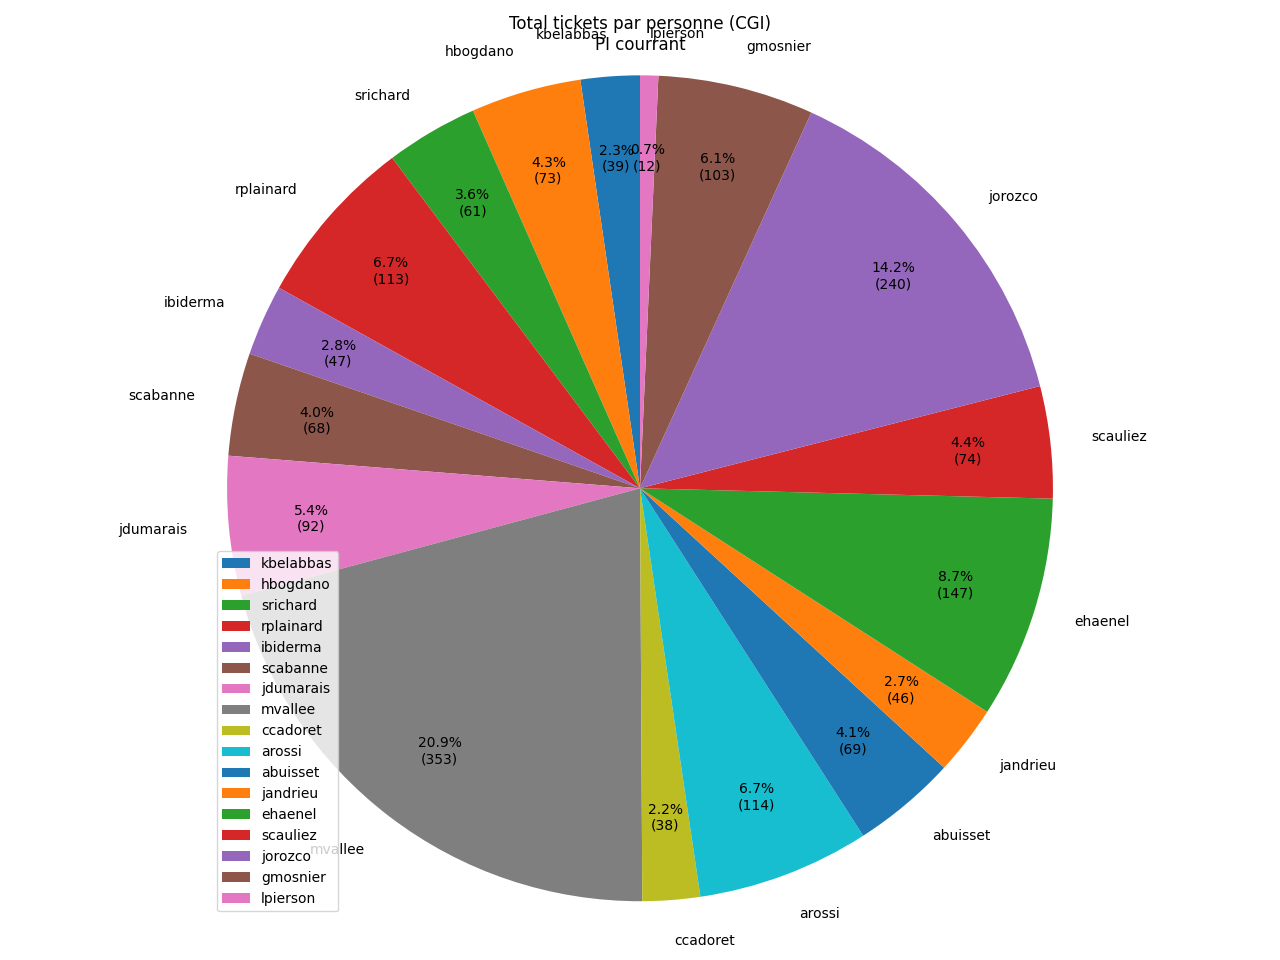 Total tickets par personne (CGI)
PI courrant
kbelabbas
lpierson
hbogdano
gmosnier
srichard
rplainard
jorozco
ibiderma
scabanne
scauliez
jdumarais
ehaenel
jandrieu
abuisset
mvallee
arossi
ccadoret
2.3%
(39)
0.7%
(12)
4.3%
(73)
6.1%
(103)
3.6%
(61)
6.7%
(113)
14.2%
(240)
2.8%
(47)
4.0%
(68)
4.4%
(74)
5.4%
(92)
8.7%
(147)
2.7%
(46)
4.1%
(69)
20.9%
(353)
6.7%
(114)
2.2%
(38)
kbelabbas
hbogdano
srichard
rplainard
ibiderma
scabanne
jdumarais
mvallee
ccadoret
arossi
abuisset
jandrieu
ehaenel
scauliez
jorozco
gmosnier
lpierson